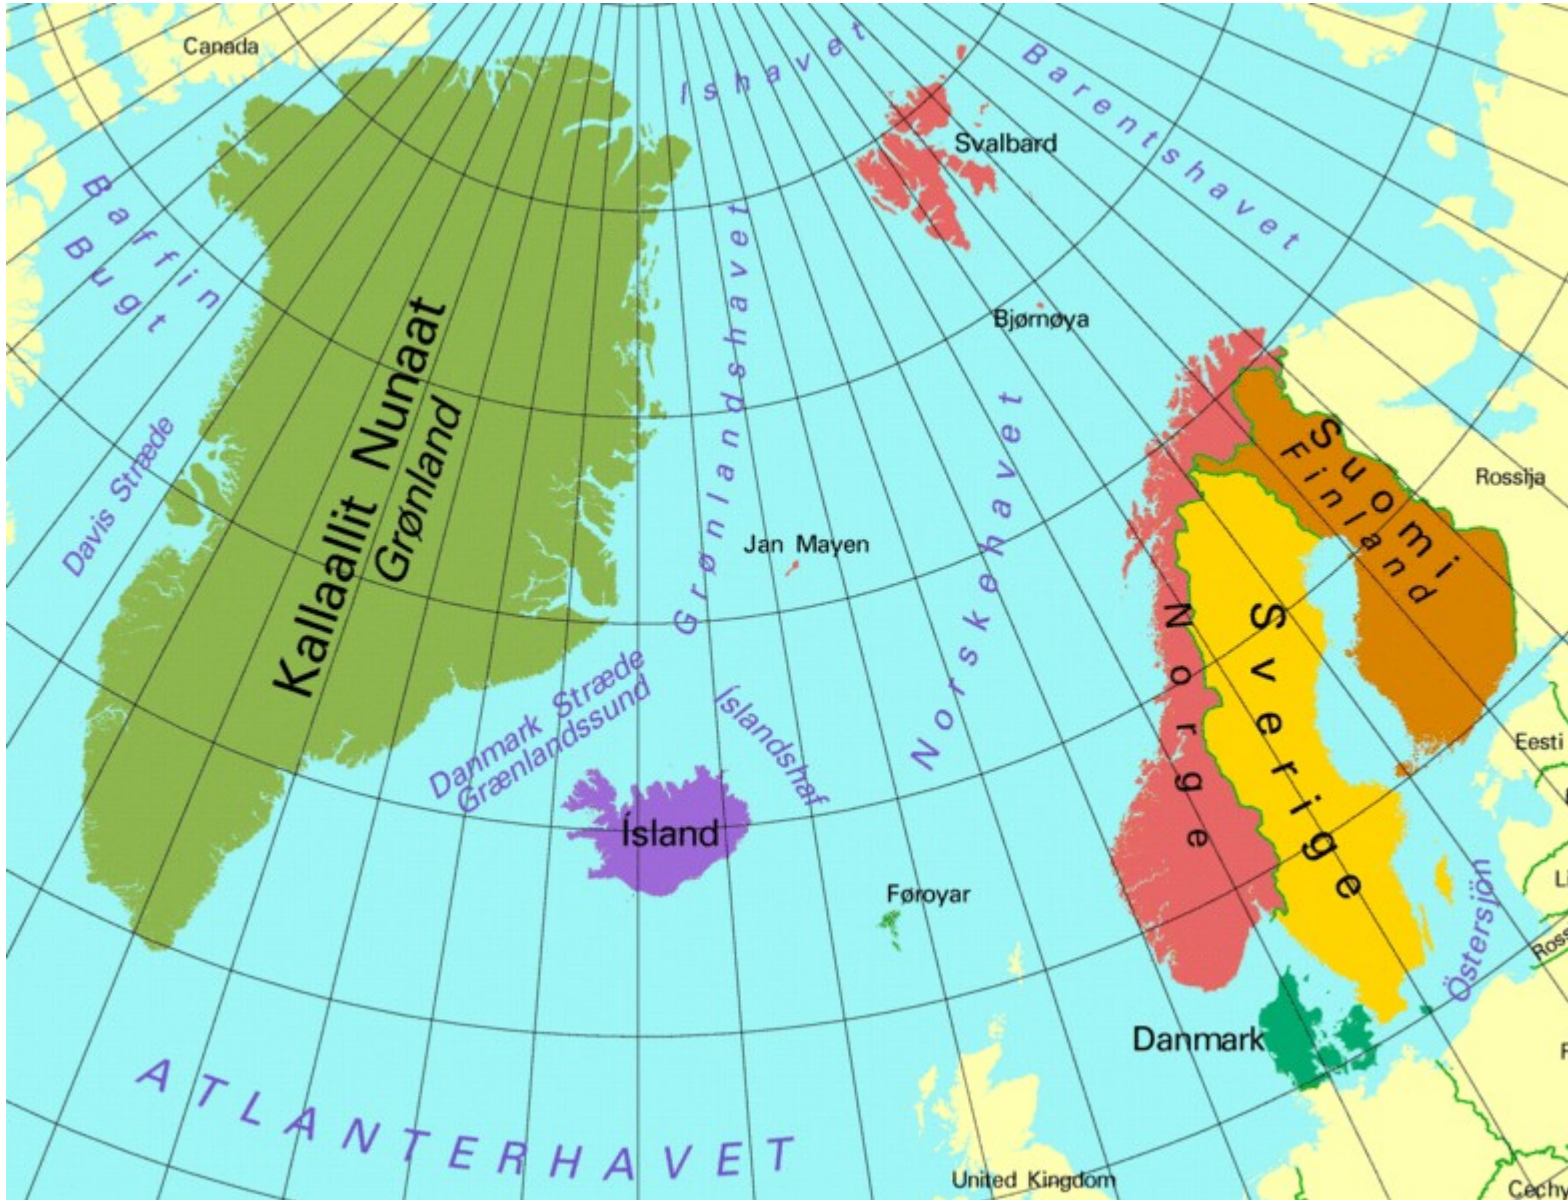 Canada
Ishavet
Barentshavet
Svalbard
Baffin
Bugt
Grønlandshavet
Bjørnøya
Kallaallit Nunaat
Grønland
Davis Stræde
Norskehavet
Suomi
Finland
Rosslja
Jan Mayen
Norge
Sverige
Danmark Stræde
Grænlandssund
Íslandshaf
Eesti
Ísland
Føroyar
Östersjön
Danmark
ATLANTERHAVET
United Kingdom